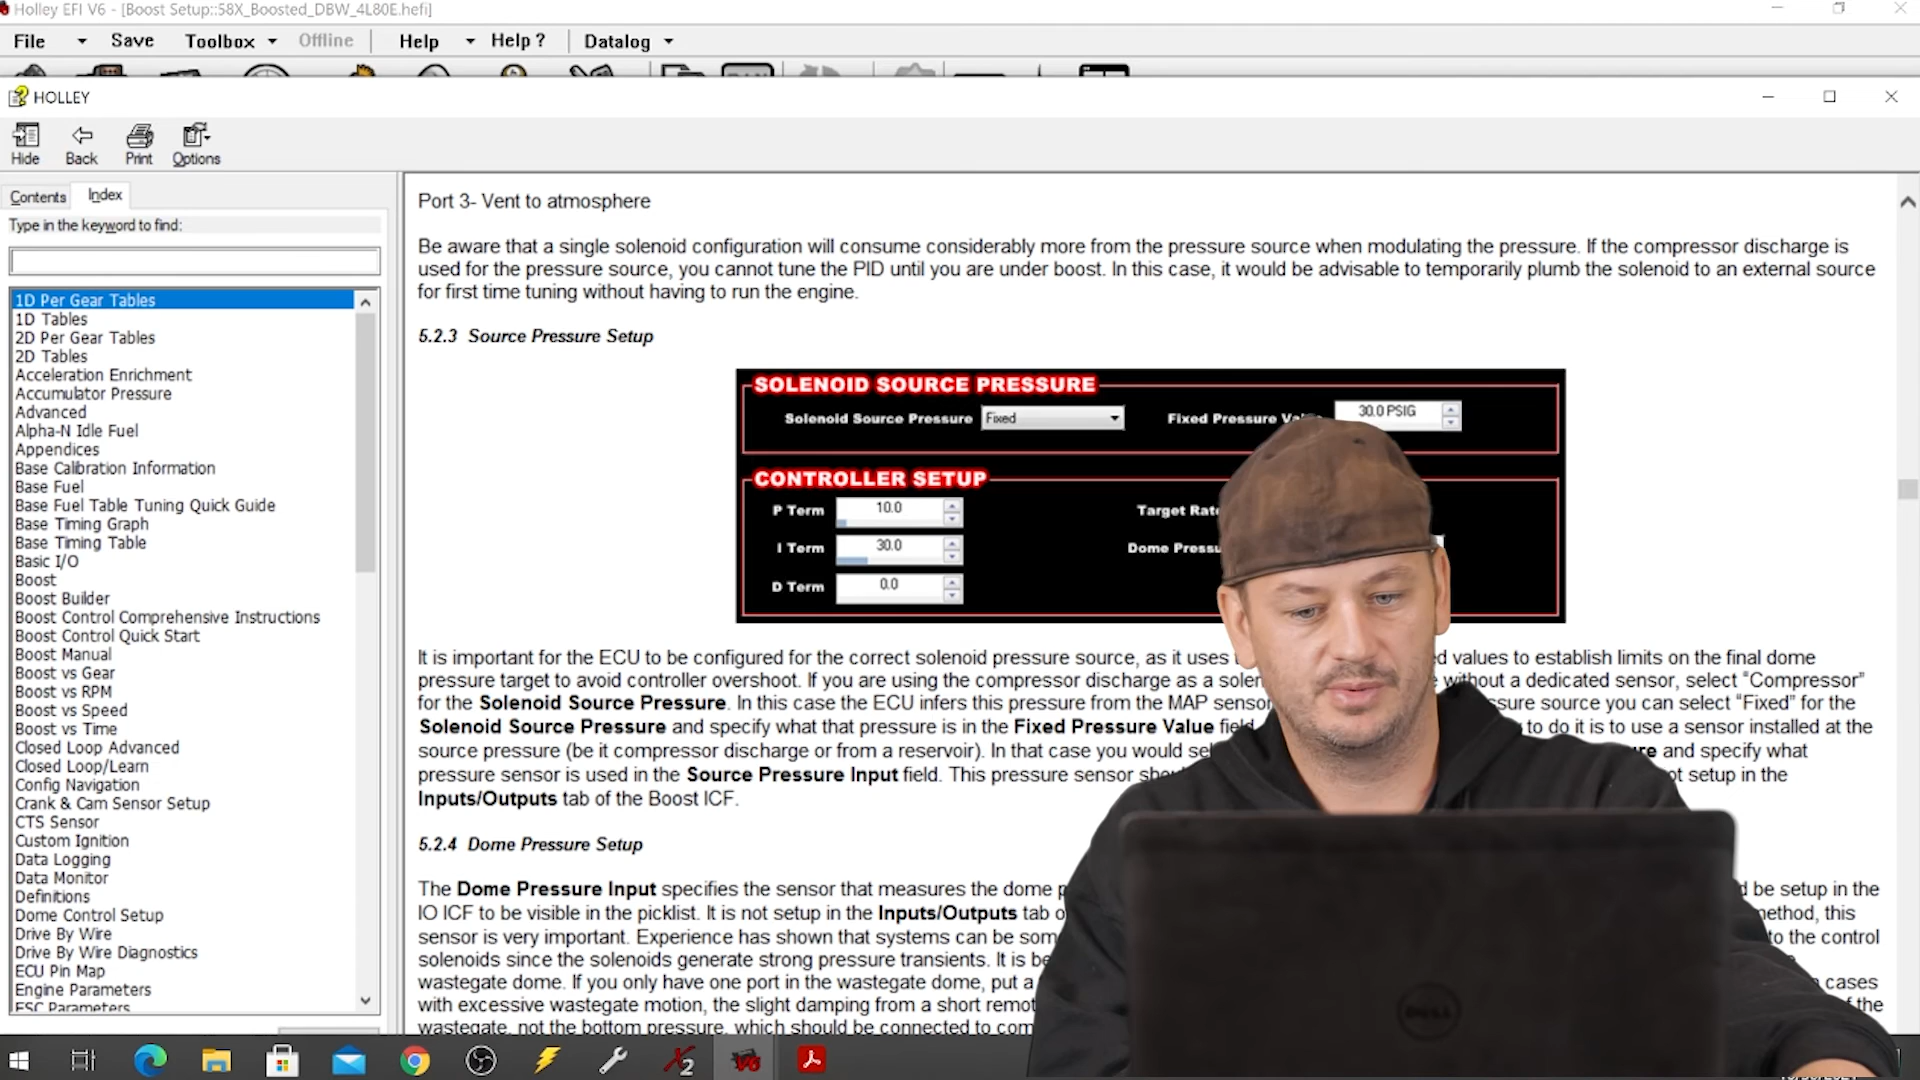 Holley EFI V6 - [Boost Setup::58X_Boosted_DBW_4L80E.hefi]
File Save Toolbox Offline Help Help ? Datalog
HOLLEY
Hide Back Print Options
Contents Index
Type in the keyword to find:
1D Per Gear Tables
1D Tables
2D Per Gear Tables
2D Tables
Acceleration Enrichment
Accumulator Pressure
Advanced
Alpha-N Idle Fuel
Appendices
Base Calibration Information
Base Fuel
Base Fuel Table Tuning Quick Guide
Base Timing Graph
Base Timing Table
Basic I/O
Boost
Boost Builder
Boost Control Comprehensive Instructions
Boost Control Quick Start
Boost Manual
Boost vs Gear
Boost vs RPM
Boost vs Speed
Boost vs Time
Closed Loop Advanced
Closed Loop/Learn
Config Navigation
Crank & Cam Sensor Setup
CTS Sensor
Custom Ignition
Data Logging
Data Monitor
Definitions
Dome Control Setup
Drive By Wire
Drive By Wire Diagnostics
ECU Pin Map
Engine Parameters
ESC Parameters
Port 3- Vent to atmosphere
Be aware that a single solenoid configuration will consume considerably more from the pressure source when modulating the pressure. If the compressor discharge is
used for the pressure source, you cannot tune the PID until you are under boost. In this case, it would be advisable to temporarily plumb the solenoid to an external source
for first time tuning without having to run the engine.
5.2.3 Source Pressure Setup
SOLENOID SOURCE PRESSURE
Solenoid Source Pressure Fixed Fixed Pressure 30.0 PSIG
CONTROLLER SETUP
P Term 10.0 Target
I Term 30.0 Dome
D Term 0.0
It is important for the ECU to be configured for the correct solenoid pressure source, as it uses values to establish limits on the final dome
pressure target to avoid controller overshoot. If you are using the compressor discharge as a without a dedicated sensor, select "Compressor"
for the Solenoid Source Pressure. In this case the ECU infers this pressure from the MAP source you can select "Fixed" for the
Solenoid Source Pressure and specify what that pressure is in the Fixed Pressure Value to do it is to use a sensor installed at the
source pressure (be it compressor discharge or from a reservoir). In that case you would and specify what
pressure sensor is used in the Source Pressure Input field. This pressure sensor setup in the
Inputs/Outputs tab of the Boost ICF.
5.2.4 Dome Pressure Setup
The Dome Pressure Input specifies the sensor that measures the dome be setup in the
IO ICF to be visible in the picklist. It is not setup in the Inputs/Outputs tab this
sensor is very important. Experience has shown that systems can be to the control
solenoids since the solenoids generate strong pressure transients. It is
wastegate dome. If you only have one port in the wastegate dome, put a cases
with excessive wastegate motion, the slight damping from a short the
wastegate, not the bottom pressure, which should be connected to
DELL